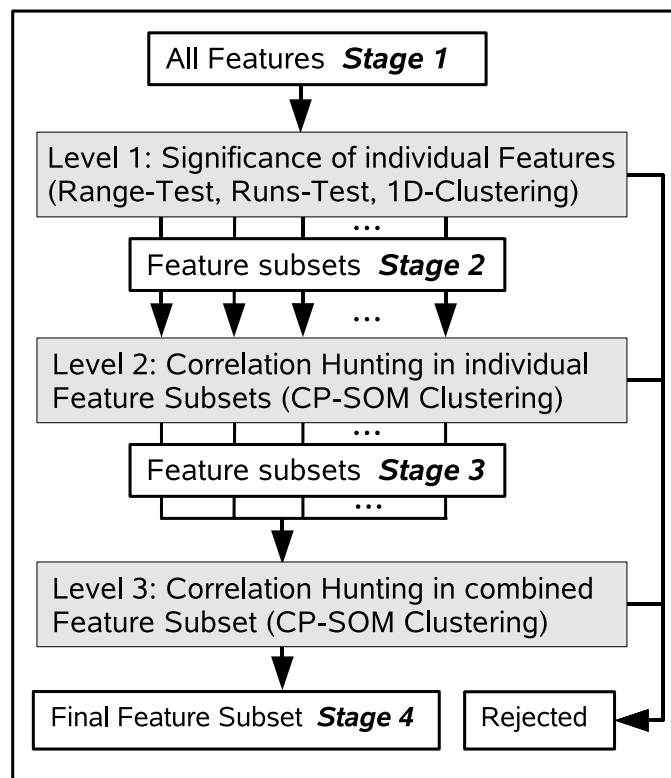 All Features Stage 1
Level 1: Significance of individual Features
(Range-Test, Runs-Test, 1D-Clustering)
...
Feature subsets Stage 2
...
Level 2: Correlation Hunting in individual
Feature Subsets (CP-SOM Clustering)
...
Feature subsets Stage 3
...
Level 3: Correlation Hunting in combined
Feature Subset (CP-SOM Clustering)
Final Feature Subset Stage 4
Rejected